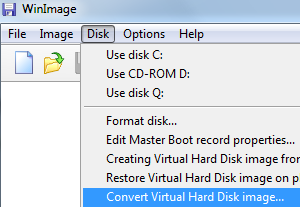 WinImage
File Image Disk Options Help
Use disk C:
Use CD-ROM D:
Use disk Q:
Format disk...
Edit Master Boot record properties...
Creating Virtual Hard Disk image from
Restore Virtual Hard Disk image on p
Convert Virtual Hard Disk image...